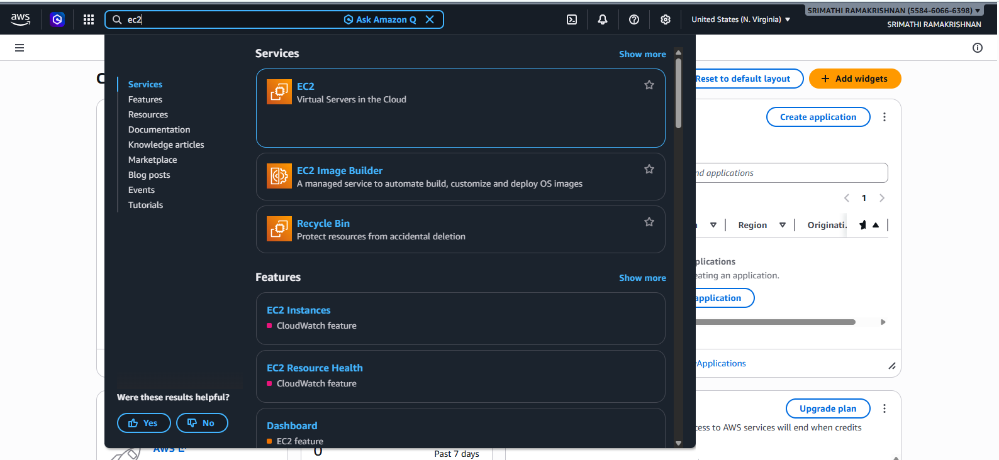 aws
ec2
Ask Amazon Q
United States (N. Virginia)
SRIMATHI RAMAKRISHNAN (5584-6066-6398)
SRIMATHI RAMAKRISHNAN
Services
Features
Resources
Documentation
Knowledge articles
Marketplace
Blog posts
Events
Tutorials
Were these results helpful?
Yes
No
Services
Show more
EC2
Virtual Servers in the Cloud
EC2 Image Builder
A managed service to automate build, customize and deploy OS images
Recycle Bin
Protect resources from accidental deletion
Features
Show more
EC2 Instances
CloudWatch feature
EC2 Resource Health
CloudWatch feature
Dashboard
EC2 feature
Reset to default layout
+ Add widgets
Create application
applications
1
Region
Originati.
eating an application.
application
Applications
Upgrade plan
to AWS services will end when credits
AWS
0
Past 7 days